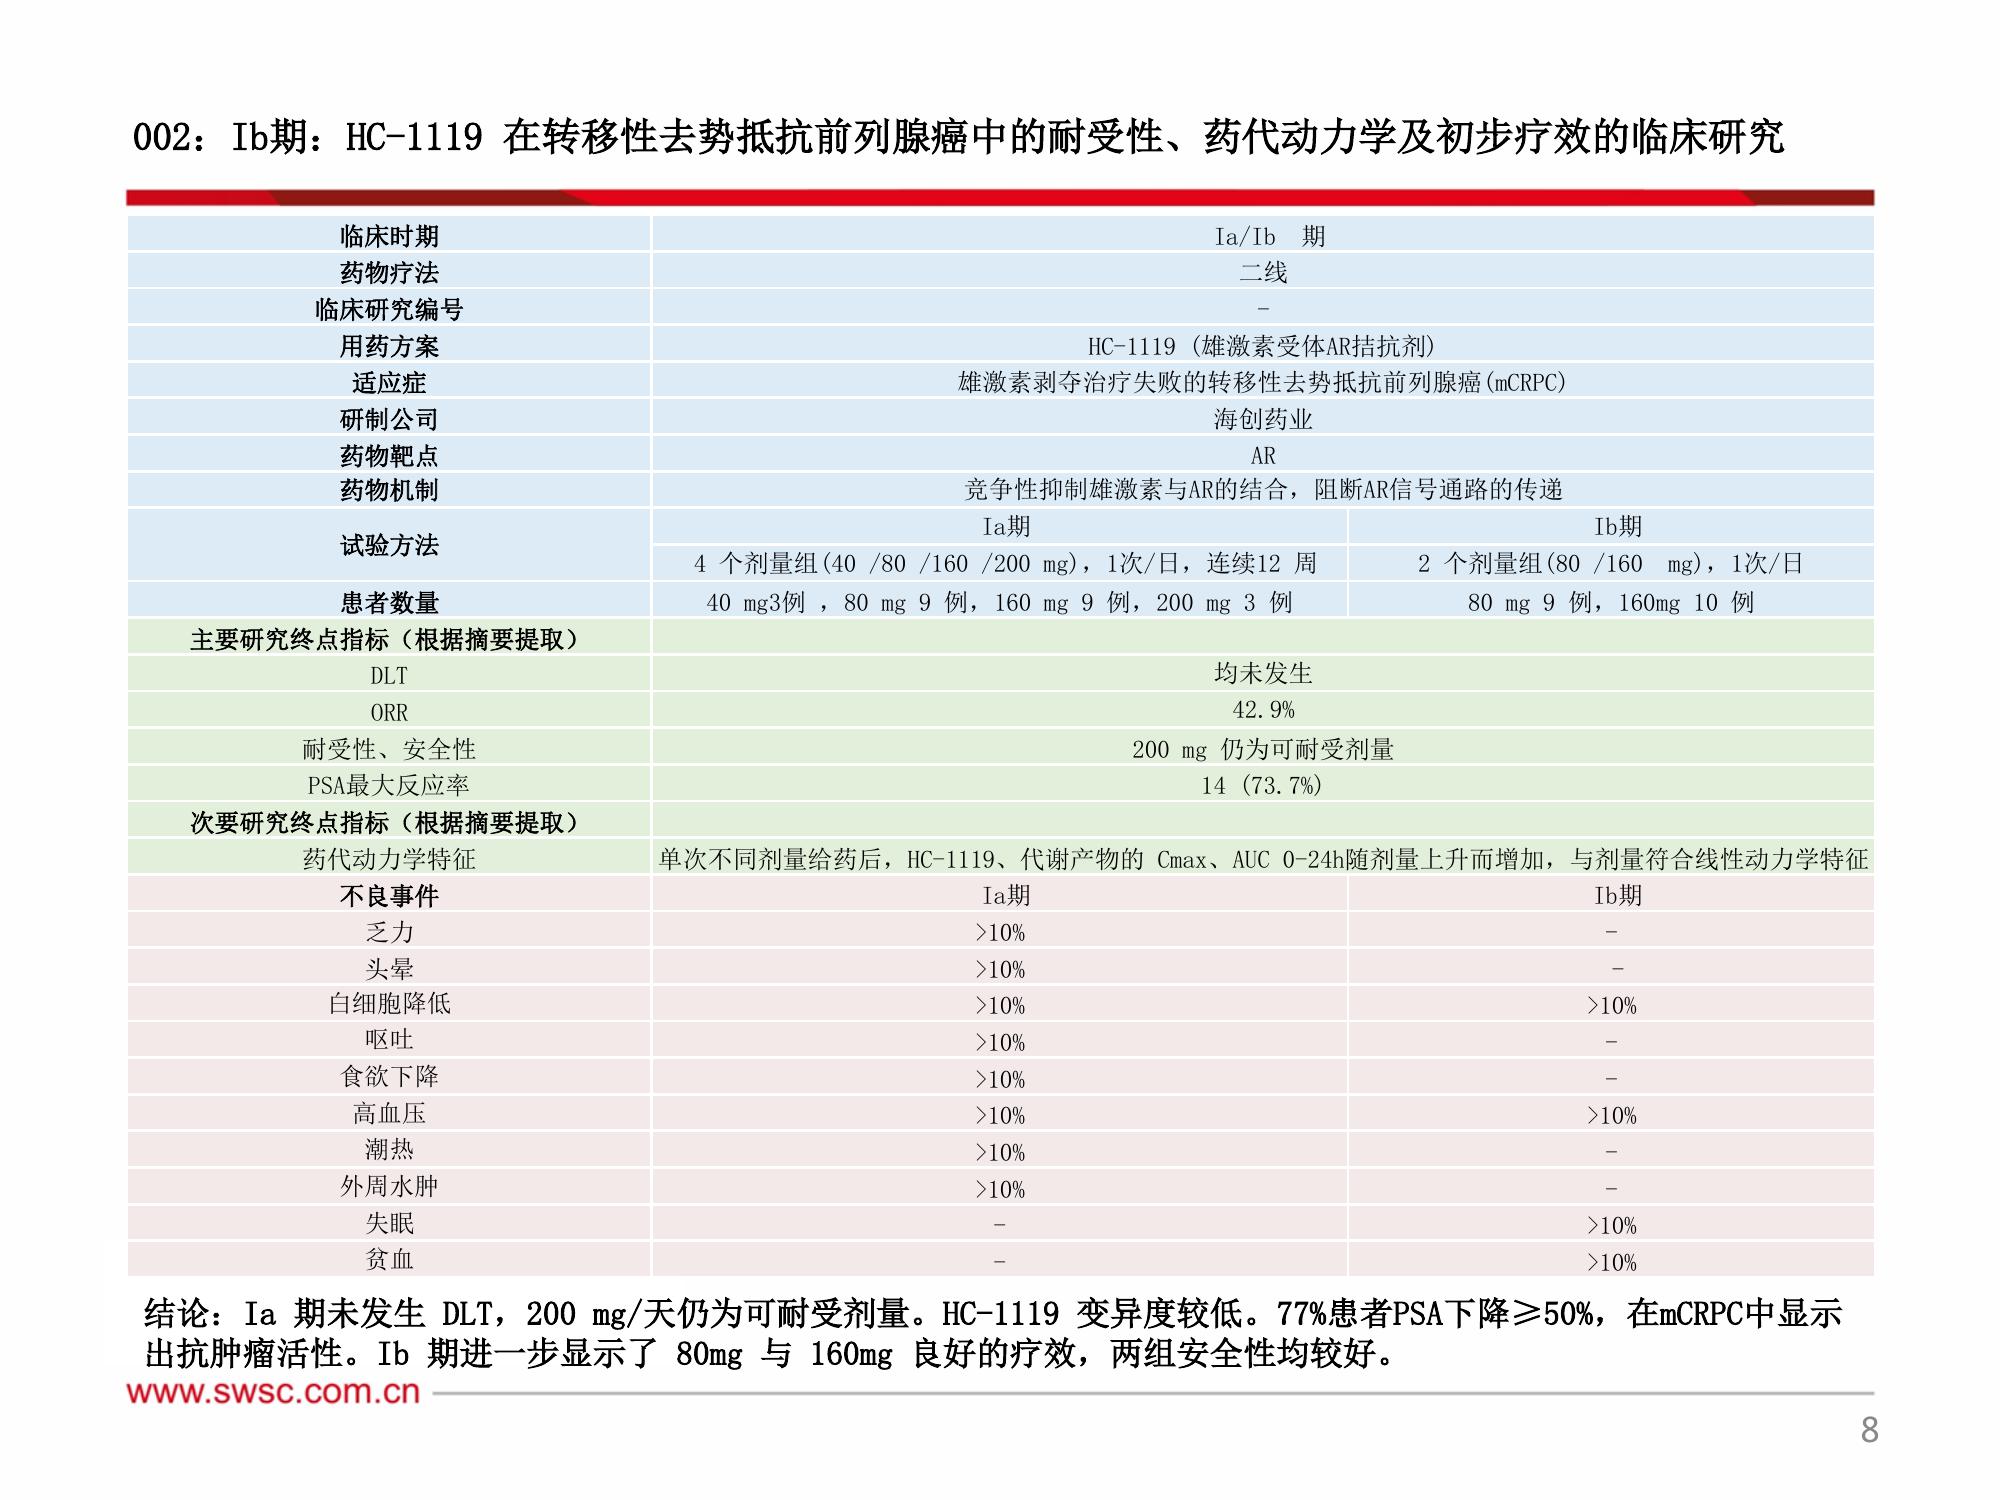 002：Ib期：HC-1119 在转移性去势抵抗前列腺癌中的耐受性、药代动力学及初步疗效的临床研究
临床时期 Ia/Ib 期
药物疗法 二线
临床研究编号 -
用药方案 HC-1119 (雄激素受体AR拮抗剂)
适应症 雄激素剥夺治疗失败的转移性去势抵抗前列腺癌(mCRPC)
研制公司 海创药业
药物靶点 AR
药物机制 竞争性抑制雄激素与AR的结合，阻断AR信号通路的传递
试验方法 Ia期 Ib期
4 个剂量组(40 /80 /160 /200 mg)，1次/日，连续12 周 2 个剂量组(80 /160 mg)，1次/日
患者数量 40 mg3例 ，80 mg 9 例，160 mg 9 例，200 mg 3 例 80 mg 9 例，160mg 10 例
主要研究终点指标（根据摘要提取）
DLT 均未发生
ORR 42.9%
耐受性、安全性 200 mg 仍为可耐受剂量
PSA最大反应率 14 (73.7%)
次要研究终点指标（根据摘要提取）
药代动力学特征 单次不同剂量给药后，HC-1119、代谢产物的 Cmax、AUC 0-24h随剂量上升而增加，与剂量符合线性动力学特征
不良事件 Ia期 Ib期
乏力 >10% -
头晕 >10% -
白细胞降低 >10% >10%
呕吐 >10% -
食欲下降 >10% -
高血压 >10% >10%
潮热 >10% -
外周水肿 >10% -
失眠 - >10%
贫血 - >10%
结论：Ia 期未发生 DLT，200 mg/天仍为可耐受剂量。HC-1119 变异度较低。77%患者PSA下降≥50%，在mCRPC中显示
出抗肿瘤活性。Ib 期进一步显示了 80mg 与 160mg 良好的疗效，两组安全性均较好。
www.swsc.com.cn
8